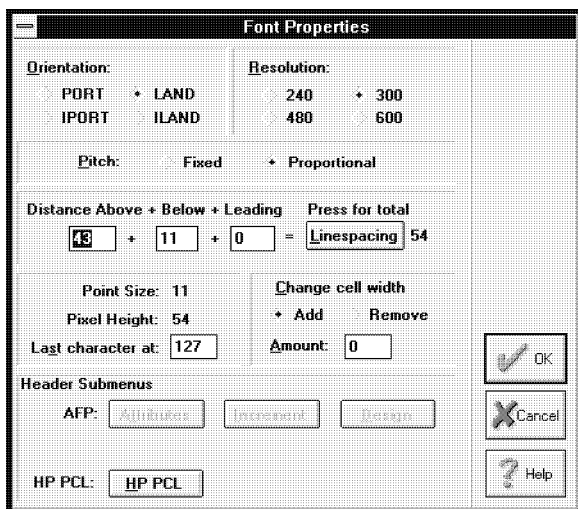 Font Properties
Orientation:
PORT LAND
IPORT ILAND
Resolution:
240 300
480 600
Pitch: Fixed Proportional
Distance Above + Below + Leading Press for total
43 + 11 + 0 = Linespacing 54
Point Size: 11
Pixel Height: 54
Last character at: 127
Change cell width
Add Remove
Amount: 0
Header Submenus
AFP: Attributes Increment Design
HP PCL: HP PCL
OK
Cancel
Help